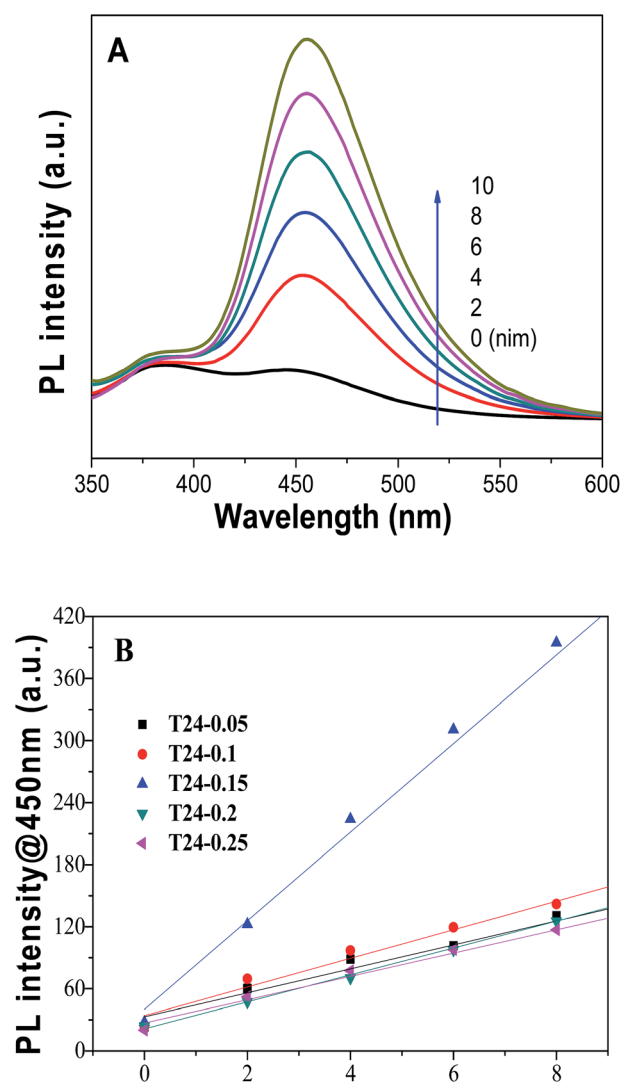 A
PL intensity (a.u.)
10
8
6
4
2
0 (nim)
350 400 450 500 550 600
Wavelength (nm)
B
PL intensity@450nm (a.u.)
420
360
300
240
180
120
60
0
T24-0.05
T24-0.1
T24-0.15
T24-0.2
T24-0.25
0 2 4 6 8